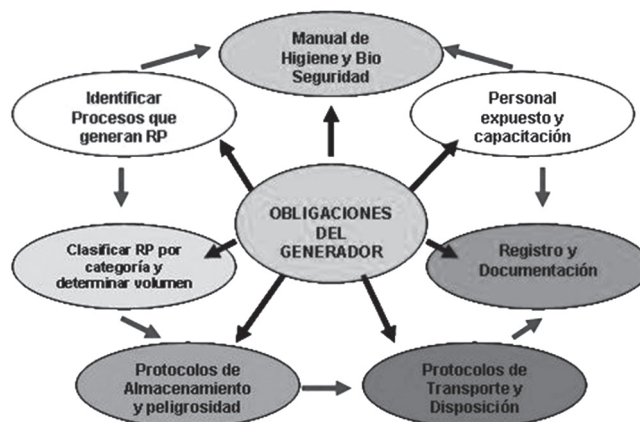 Manual de
Higiene y Bio
Seguridad
Identificar
Procesos que
generan RP
Personal
expuesto y
capacitación
OBLIGACIONES
DEL
GENERADOR
Clasificar RP por
categoría y
determinar volumen
Registro y
Documentación
Protocolos de
Almacenamiento
y peligrosidad
Protocolos de
Transporte y
Disposición